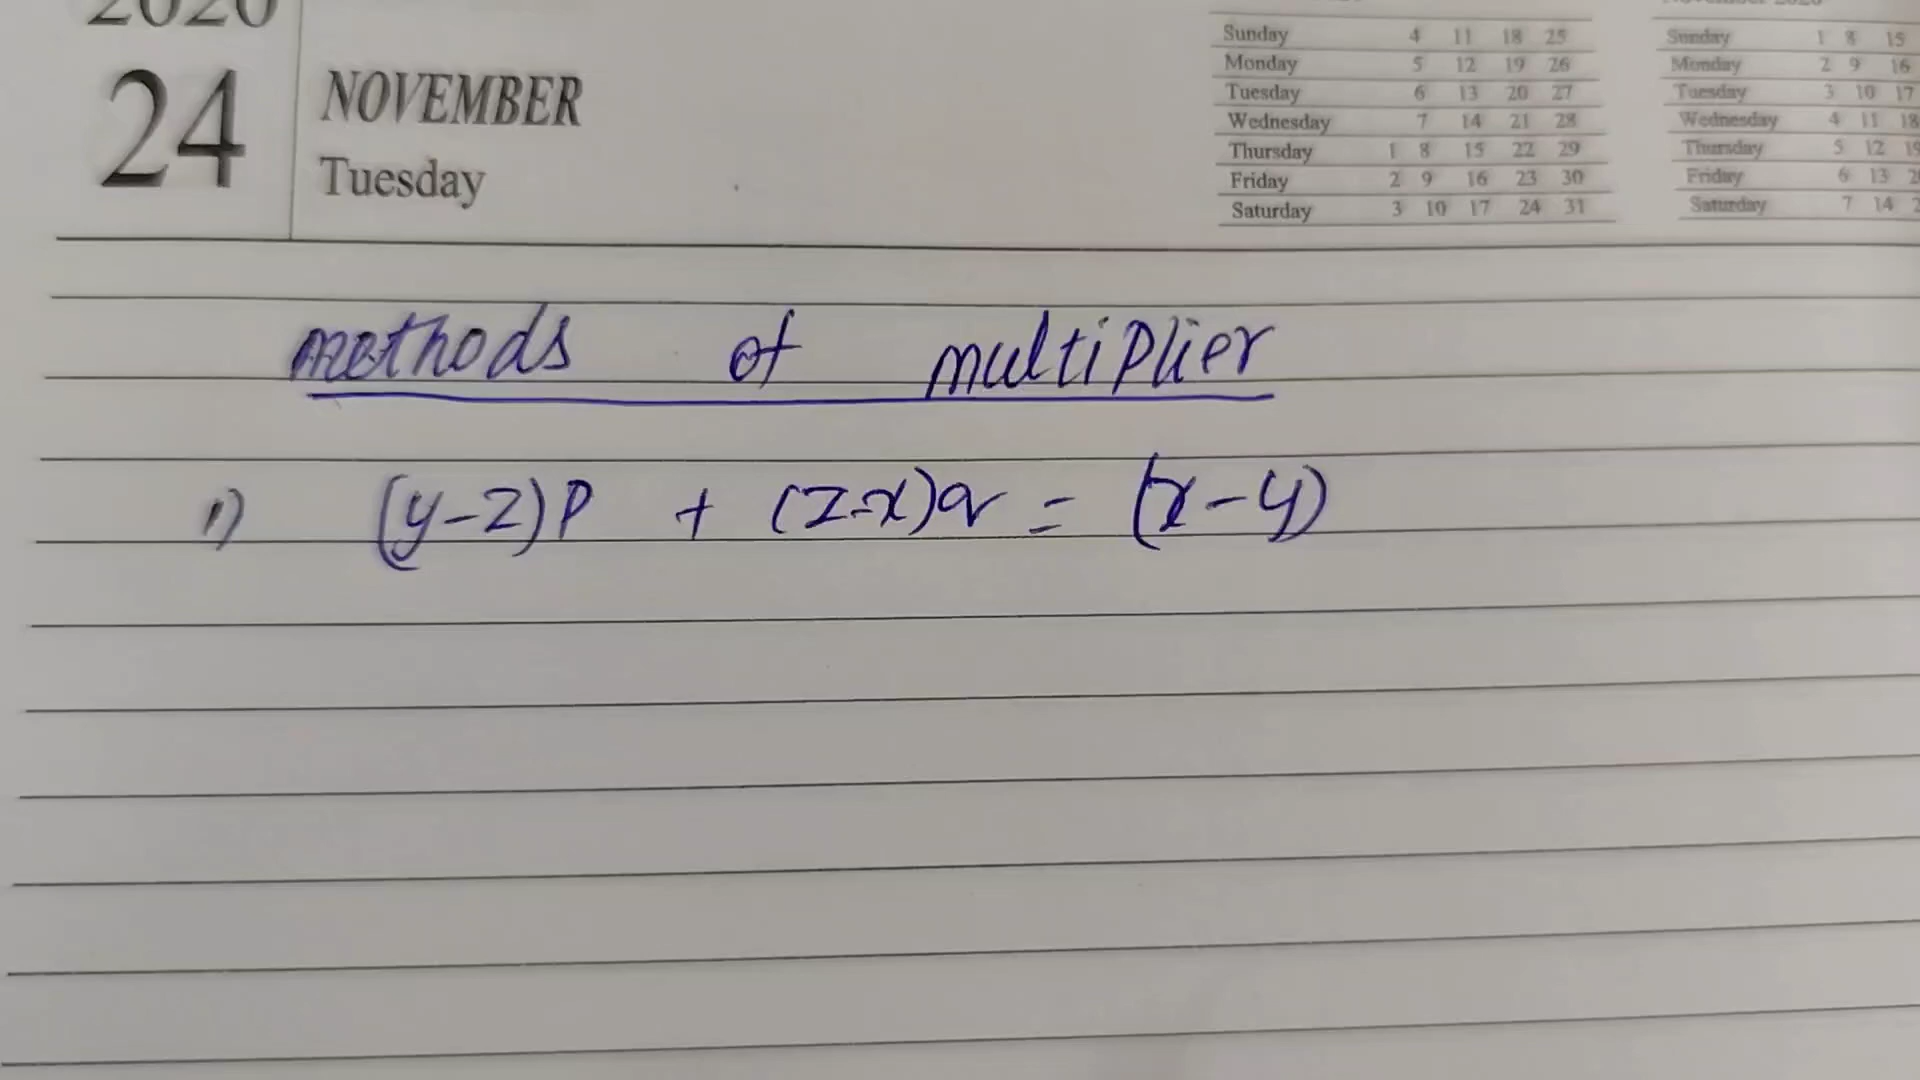 2020
24
NOVEMBER
Tuesday
Sunday 4 11 18 25
Monday 5 12 19 26
Tuesday 6 13 20 27
Wednesday 7 14 21 28
Thursday 1 8 15 22 29
Friday 2 9 16 23 30
Saturday 3 10 17 24 31
November 2020
Sunday 1 8 15
Monday 2 9 16
Tuesday 3 10 17
Wednesday 4 11 18
Thursday 5 12 19
Friday 6 13
Saturday 7 14
methods of multiplier
1) (y-z)p + (z-x)q = (x-y)